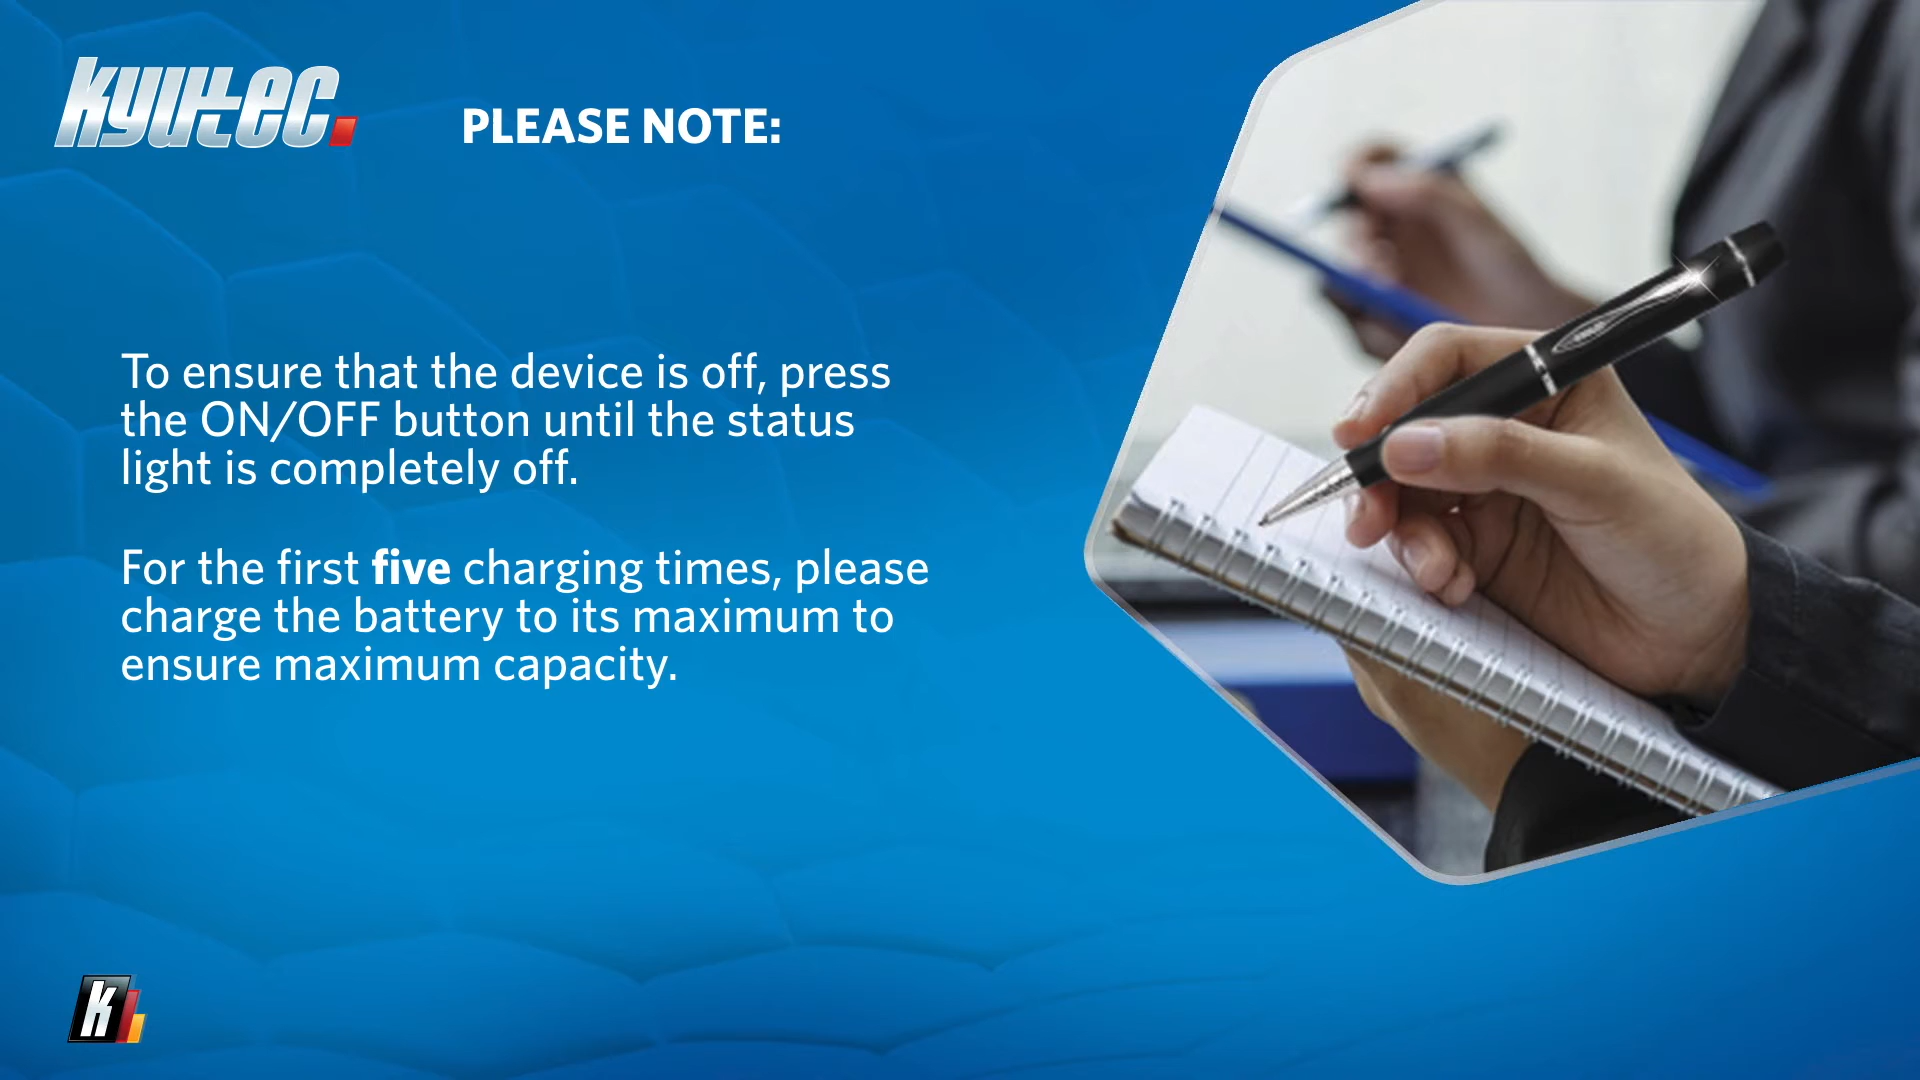 kyutec.
PLEASE NOTE:
To ensure that the device is off, press
the ON/OFF button until the status
light is completely off.
For the first five charging times, please
charge the battery to its maximum to
ensure maximum capacity.
k